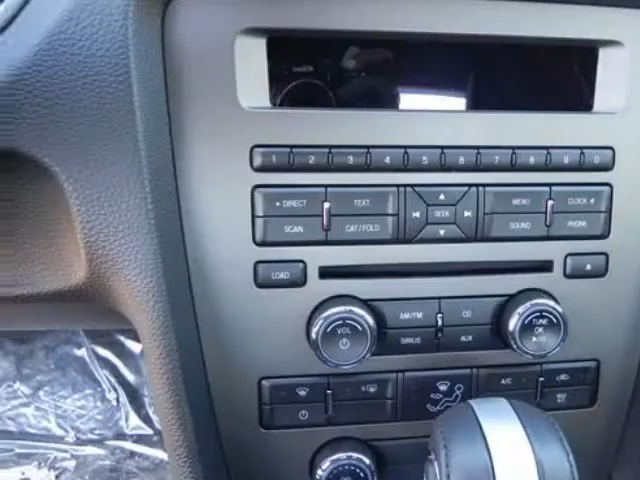 1 2 3 4 5 6 7 8 9 0
DIRECT TEXT MENU CLOCK
SEEK
SCAN CAT/FOLD SOUND PHONE
LOAD
AM/FM CD
VOL TUNE
OK
SIRIUS AUX
A/C